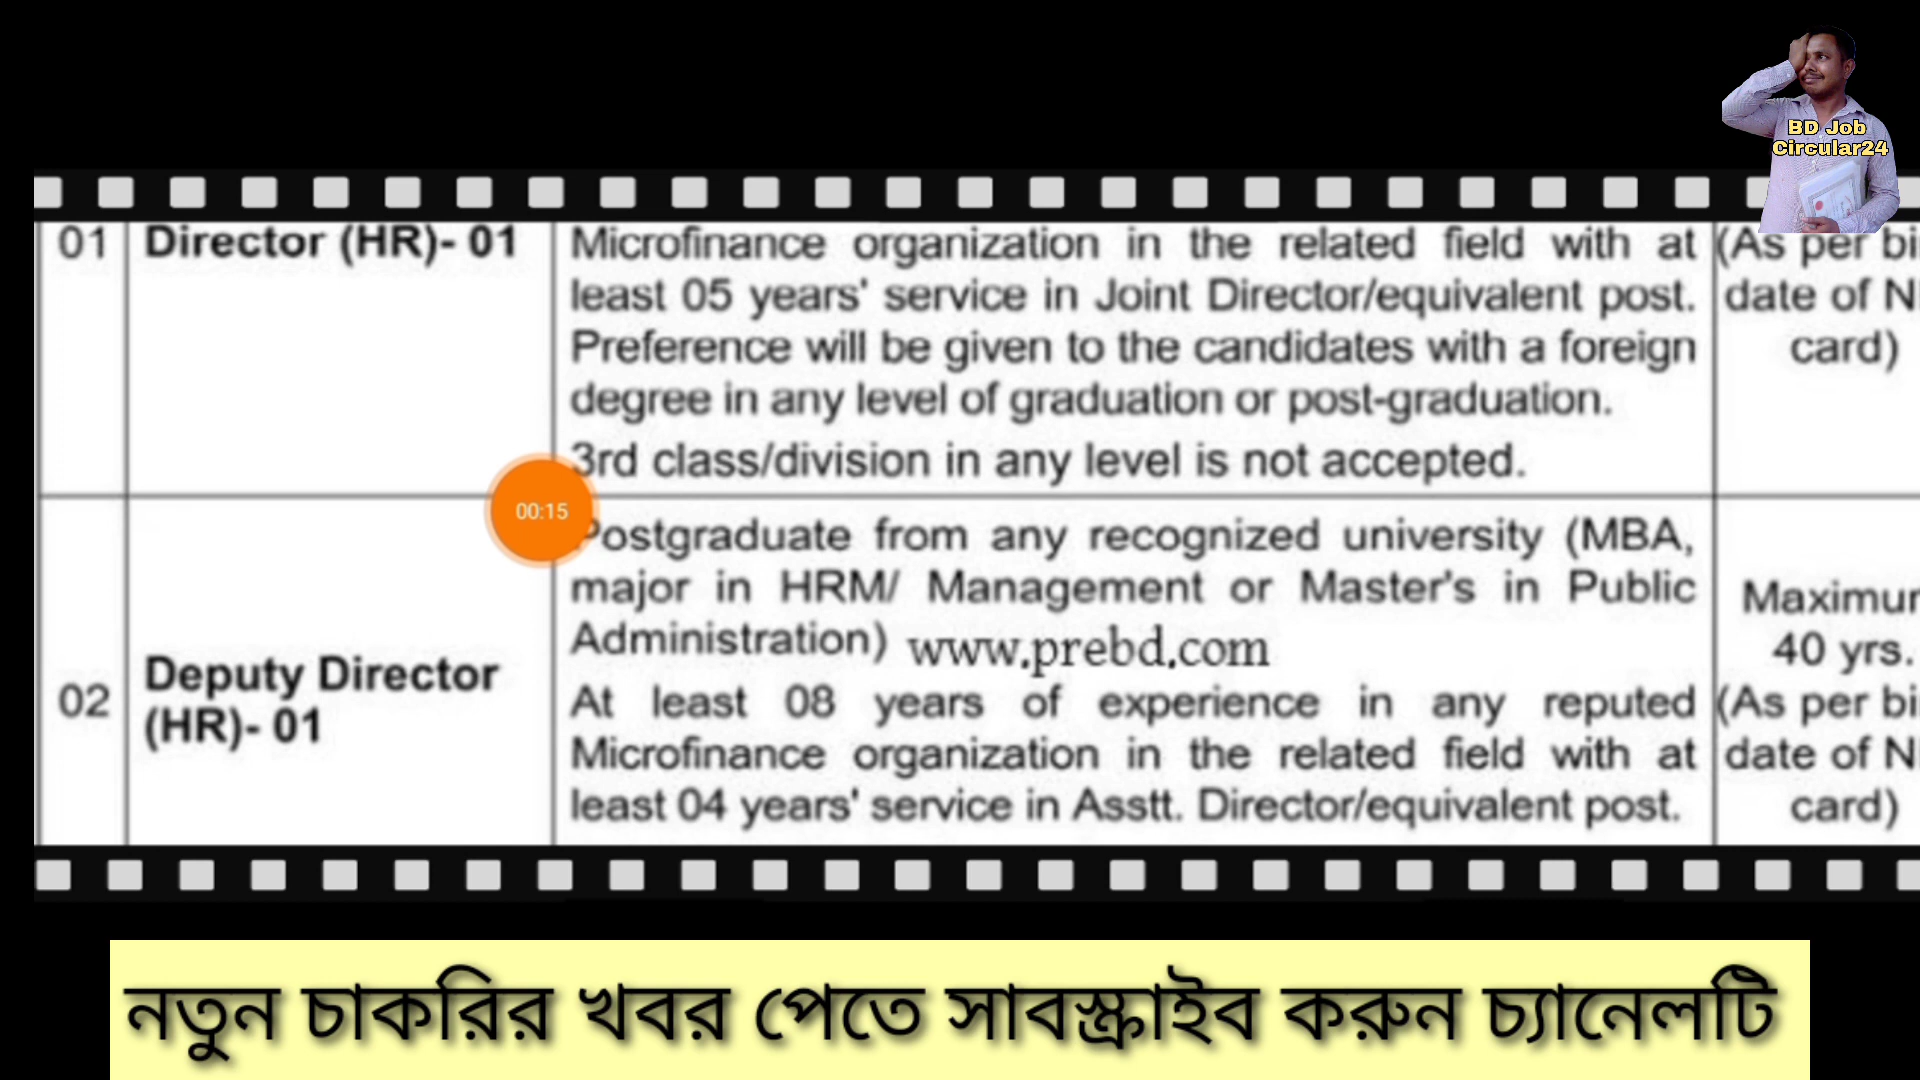 BD Job
Circular24
01 Director (HR)- 01 Microfinance organization in the related field with at (As per
least 05 years' service in Joint Director/equivalent post. date of
Preference will be given to the candidates with a foreign card)
degree in any level of graduation or post-graduation.
3rd class/division in any level is not accepted.
00:15
Postgraduate from any recognized university (MBA,
major in HRM/ Management or Master's in Public
Administration)
www.prebd.com
At least 08 years of experience in any reputed
Microfinance organization in the related field with at
least 04 years' service in Asstt. Director/equivalent post.
02
Deputy Director
(HR)- 01
40 yrs.
(As per
date of
card)
নতুন চাকরির খবর পেতে সাবস্ক্রাইব করুন চ্যানেলটি